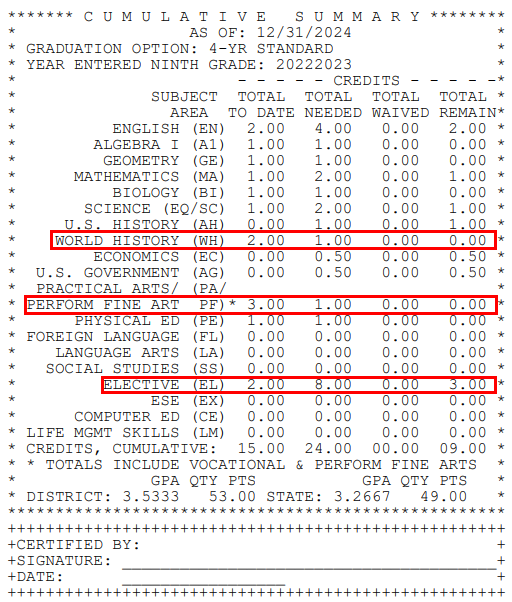 ******* C U M U L A T I V E   S U M M A R Y ********
*                  AS OF: 12/31/2024               *
* GRADUATION OPTION: 4-YR STANDARD                 *
* YEAR ENTERED NINTH GRADE: 20222023               *
*                       - - - - - CREDITS - - - - -*
*              SUBJECT  TOTAL  TOTAL  TOTAL  TOTAL *
*                AREA  TO DATE NEEDED WAIVED REMAIN*
*          ENGLISH (EN)  2.00   4.00   0.00   2.00 *
*        ALGEBRA I (A1)  1.00   1.00   0.00   0.00 *
*         GEOMETRY (GE)  1.00   1.00   0.00   0.00 *
*      MATHEMATICS (MA)  1.00   2.00   0.00   1.00 *
*          BIOLOGY (BI)  1.00   1.00   0.00   0.00 *
*       SCIENCE (EQ/SC)  1.00   2.00   0.00   1.00 *
*     U.S. HISTORY (AH)  0.00   1.00   0.00   1.00 *
*    WORLD HISTORY (WH)  2.00   1.00   0.00   0.00 *
*        ECONOMICS (EC)  0.00   0.50   0.00   0.50 *
*  U.S. GOVERNMENT (AG)  0.00   0.50   0.00   0.50 *
*  PRACTICAL ARTS/ (PA/                            *
* PERFORM FINE ART  PF)* 3.00   1.00   0.00   0.00 *
*      PHYSICAL ED (PE)  1.00   1.00   0.00   0.00 *
* FOREIGN LANGUAGE (FL)  0.00   0.00   0.00   0.00 *
*    LANGUAGE ARTS (LA)  0.00   0.00   0.00   0.00 *
*   SOCIAL STUDIES (SS)  0.00   0.00   0.00   0.00 *
*         ELECTIVE (EL)  2.00   8.00   0.00   3.00 *
*              ESE (EX)  0.00   0.00   0.00   0.00 *
*      COMPUTER ED (CE)  0.00   0.00   0.00   0.00 *
* LIFE MGMT SKILLS (LM)  0.00   0.00   0.00   0.00 *
* CREDITS, CUMULATIVE:  15.00  24.00  00.00  09.00 *
* * TOTALS INCLUDE VOCATIONAL & PERFORM FINE ARTS  *
*              GPA QTY PTS           GPA QTY PTS   *
* DISTRICT: 3.5333   53.00 STATE: 3.2667   49.00   *
****************************************************
++++++++++++++++++++++++++++++++++++++++++++++++++++
+CERTIFIED BY:                                     +
+SIGNATURE: _______________________________________+
+DATE:      _________________                      +
++++++++++++++++++++++++++++++++++++++++++++++++++++